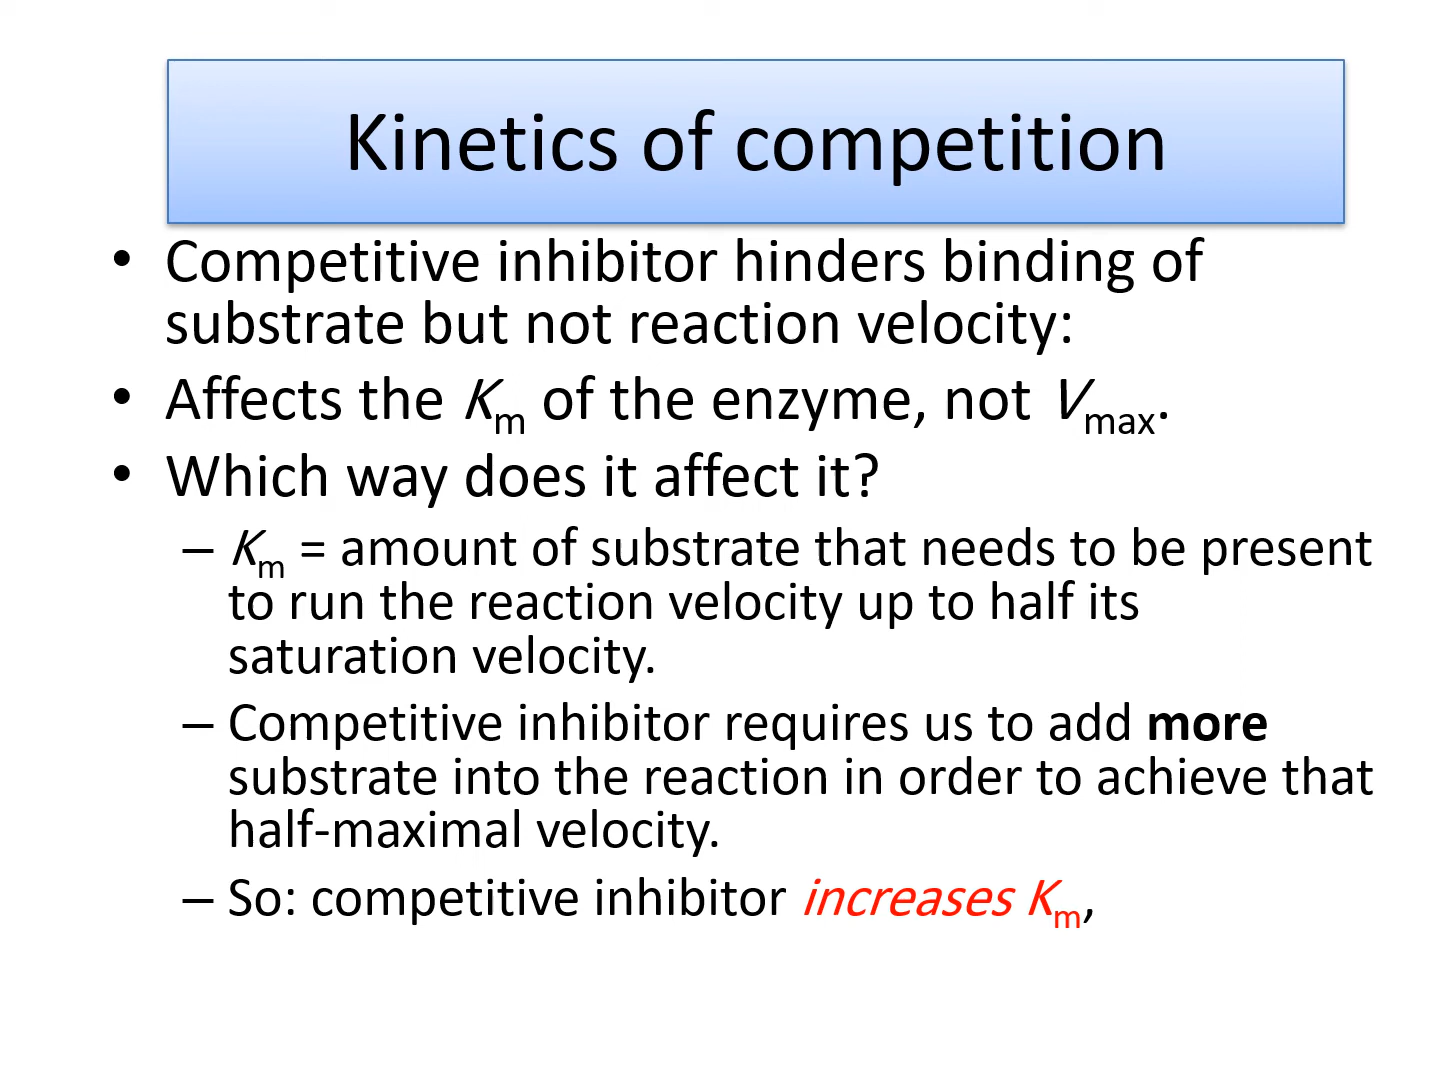 Kinetics of competition
• Competitive inhibitor hinders binding of
substrate but not reaction velocity:
• Affects the Km of the enzyme, not Vmax.
• Which way does it affect it?
– Km = amount of substrate that needs to be present
to run the reaction velocity up to half its
saturation velocity.
– Competitive inhibitor requires us to add more
substrate into the reaction in order to achieve that
half-maximal velocity.
– So: competitive inhibitor increases Km,